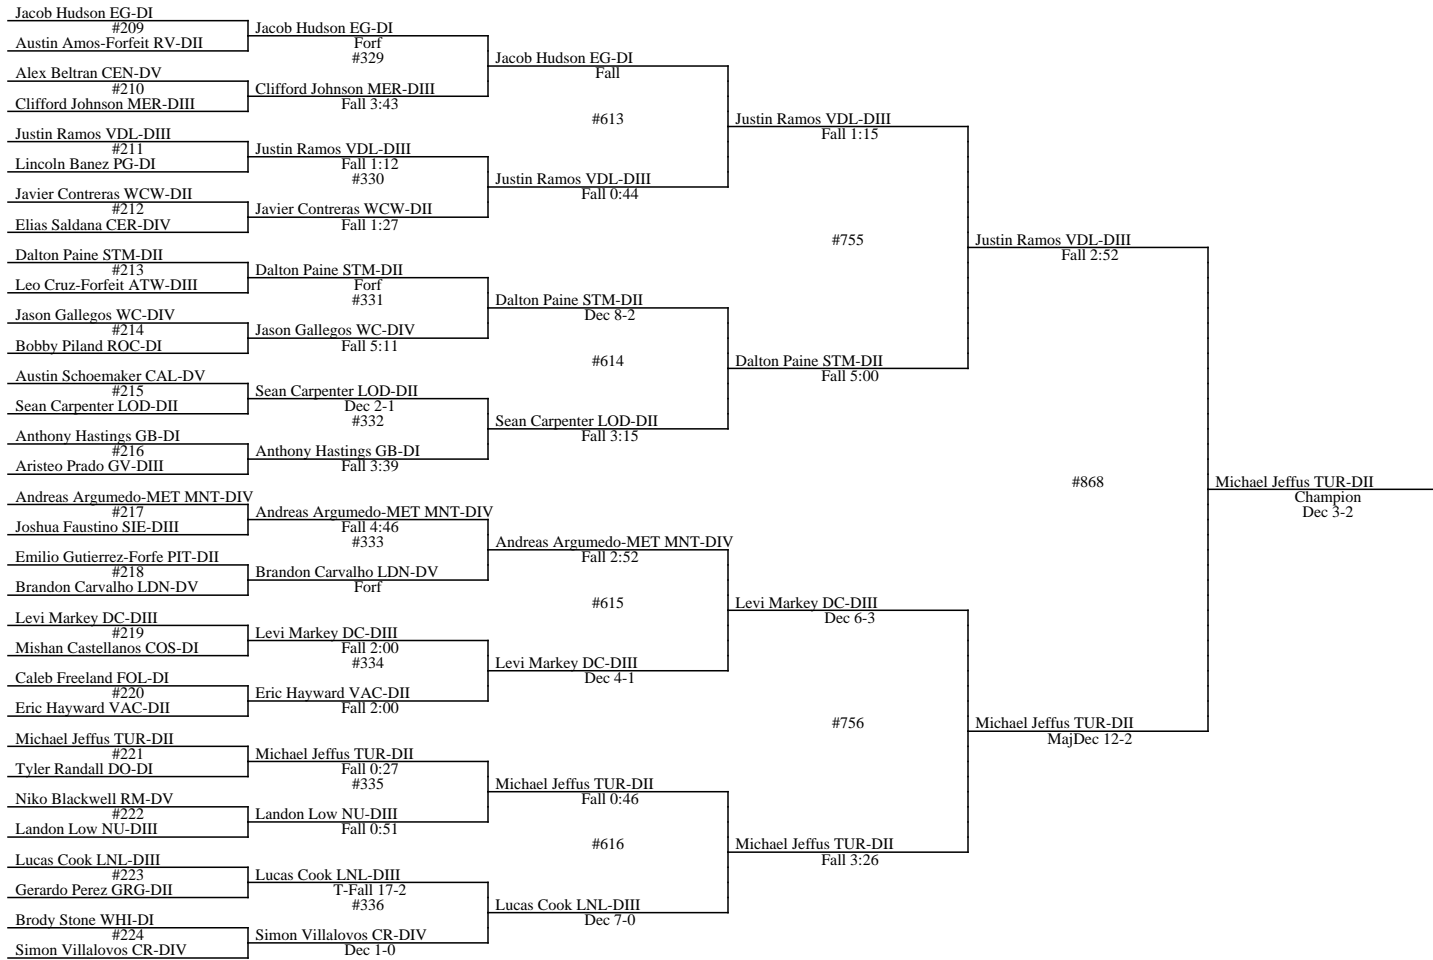 Jacob Hudson EG-DI
#209
Austin Amos-Forfeit RV-DII
Alex Beltran CEN-DV
#210
Clifford Johnson MER-DIII
Justin Ramos VDL-DIII
#211
Lincoln Banez PG-DI
Javier Contreras WCW-DII
#212
Elias Saldana CER-DIV
Dalton Paine STM-DII
#213
Leo Cruz-Forfeit ATW-DIII
Jason Gallegos WC-DIV
#214
Bobby Piland ROC-DI
Austin Schoemaker CAL-DV
#215
Sean Carpenter LOD-DII
Anthony Hastings GB-DI
#216
Aristeo Prado GV-DIII
Andreas Argumedo-MET MNT-DIV
#217
Joshua Faustino SIE-DIII
Emilio Gutierrez-Forfe PIT-DII
#218
Brandon Carvalho LDN-DV
Levi Markey DC-DIII
#219
Mishan Castellanos COS-DI
Caleb Freeland FOL-DI
#220
Eric Hayward VAC-DII
Michael Jeffus TUR-DII
#221
Tyler Randall DO-DI
Niko Blackwell RM-DV
#222
Landon Low NU-DIII
Lucas Cook LNL-DIII
#223
Gerardo Perez GRG-DII
Brody Stone WHI-DI
#224
Simon Villalovos CR-DIV
Jacob Hudson EG-DI
Forf
#329
Clifford Johnson MER-DIII
Fall 3:43
Justin Ramos VDL-DIII
Fall 1:12
#330
Javier Contreras WCW-DII
Fall 1:27
Dalton Paine STM-DII
Forf
#331
Jason Gallegos WC-DIV
Fall 5:11
Sean Carpenter LOD-DII
Dec 2-1
#332
Anthony Hastings GB-DI
Fall 3:39
Andreas Argumedo-MET MNT-DIV
Fall 4:46
#333
Brandon Carvalho LDN-DV
Forf
Levi Markey DC-DIII
Fall 2:00
#334
Eric Hayward VAC-DII
Fall 2:00
Michael Jeffus TUR-DII
Fall 0:27
#335
Landon Low NU-DIII
Fall 0:51
Lucas Cook LNL-DIII
T-Fall 17-2
#336
Simon Villalovos CR-DIV
Dec 1-0
Jacob Hudson EG-DI
Fall
#613
Justin Ramos VDL-DIII
Fall 0:44
Dalton Paine STM-DII
Dec 8-2
#614
Sean Carpenter LOD-DII
Fall 3:15
Andreas Argumedo-MET MNT-DIV
Fall 2:52
#615
Levi Markey DC-DIII
Dec 4-1
Michael Jeffus TUR-DII
Fall 0:46
#616
Lucas Cook LNL-DIII
Dec 7-0
Justin Ramos VDL-DIII
Fall 1:15
#755
Dalton Paine STM-DII
Fall 5:00
Levi Markey DC-DIII
Dec 6-3
#756
Michael Jeffus TUR-DII
Fall 3:26
Justin Ramos VDL-DIII
Fall 2:52
#868
Michael Jeffus TUR-DII
MajDec 12-2
Michael Jeffus TUR-DII
Champion
Dec 3-2